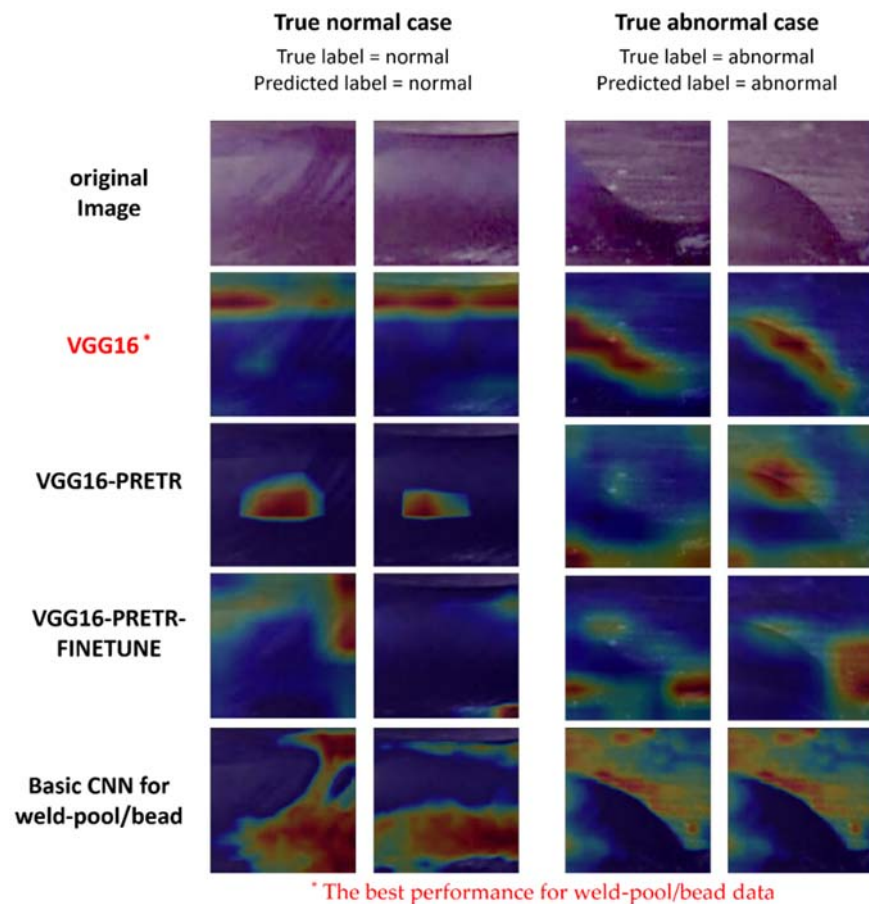 True normal case
True label = normal
Predicted label = normal
True abnormal case
True label = abnormal
Predicted label = abnormal
original
Image
VGG16 *
VGG16-PRETR
VGG16-PRETR-
FINETUNE
Basic CNN for
weld-pool/bead
* The best performance for weld-pool/bead data